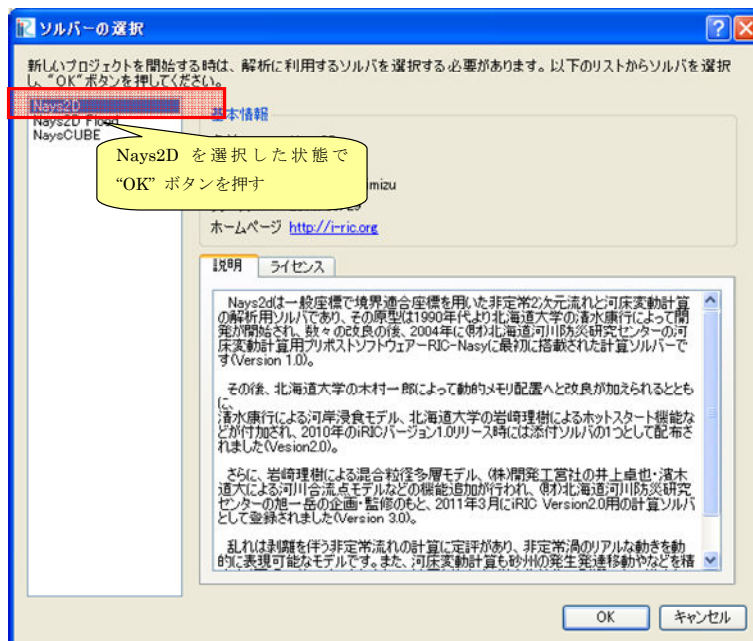 ソルバーの選択
新しいプロジェクトを開始する時は、解析に利用するソルバを選択する必要があります。以下のリストからソルバを選択
し、"OK"ボタンを押してください。
Nays2D
Nays2D Flood
NaysCUBE
基本情報
Nays2D を選択した状態で
"OK" ボタンを押す
imizu
ホームページ http://i-ric.org
説明
ライセンス
Nays2dは一般座標で境界適合座標を用いた非定常2次元流れと河床変動計算
の解析用ソルバであり、その原型は1990年代より北海道大学の清水康行によって開
発が開始され、数々の改良の後、2004年に(財)北海道河川防災研究センターの河
床変動計算用プリポストソフトウェアーRIC-Nasyに最初に搭載された計算ソルバーで
す(Version 1.0)。
その後、北海道大学の木村一郎によって動的メモリ配置へと改良が加えられるととも
に、
清水康行による河岸浸食モデル、北海道大学の岩崎理樹によるホットスタート機能な
どが付加され、2010年のiRICバージョン1.0リリース時には添付ソルバの1つとして配布さ
れました(Vesion2.0)。
さらに、岩崎理樹による混合粒径多層モデル、(株)開発工営社の井上卓也・濱木
道大による河川合流点モデルなどの機能追加が行われ、(財)北海道河川防災研究
センターの旭一岳の企画・監修のもと、2011年3月にiRIC Version2.0用の計算ソルバ
として登録されました(Version 3.0)。
乱れは剥離を伴う非定常流れの計算に定評があり、非定常渦のリアルな動きを動
的に表現可能なモデルです。また、河床変動計算も砂州の発生発達移動やなどを精
OK
キャンセル